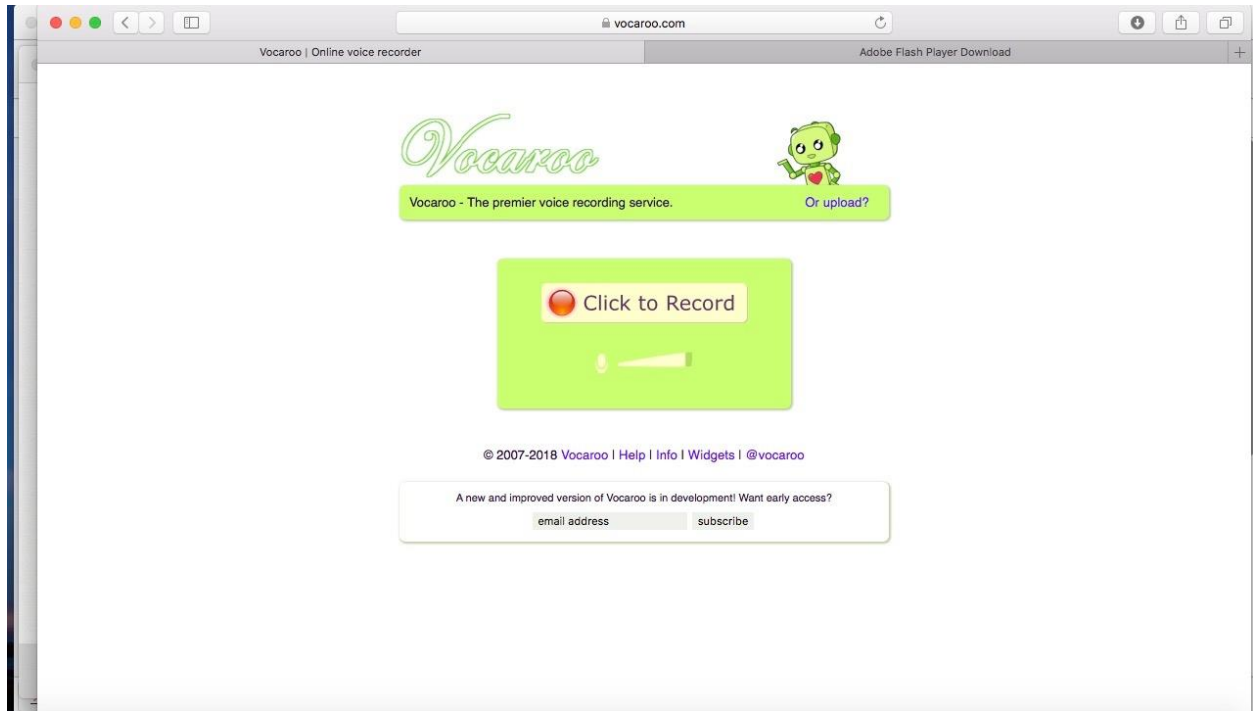 vocaroo.com
Vocaroo | Online voice recorder Adobe Flash Player Download
Vocaroo
Vocaroo - The premier voice recording service. Or upload?
Click to Record
© 2007-2018 Vocaroo | Help | Info | Widgets | @vocaroo
A new and improved version of Vocaroo is in development! Want early access?
email address subscribe